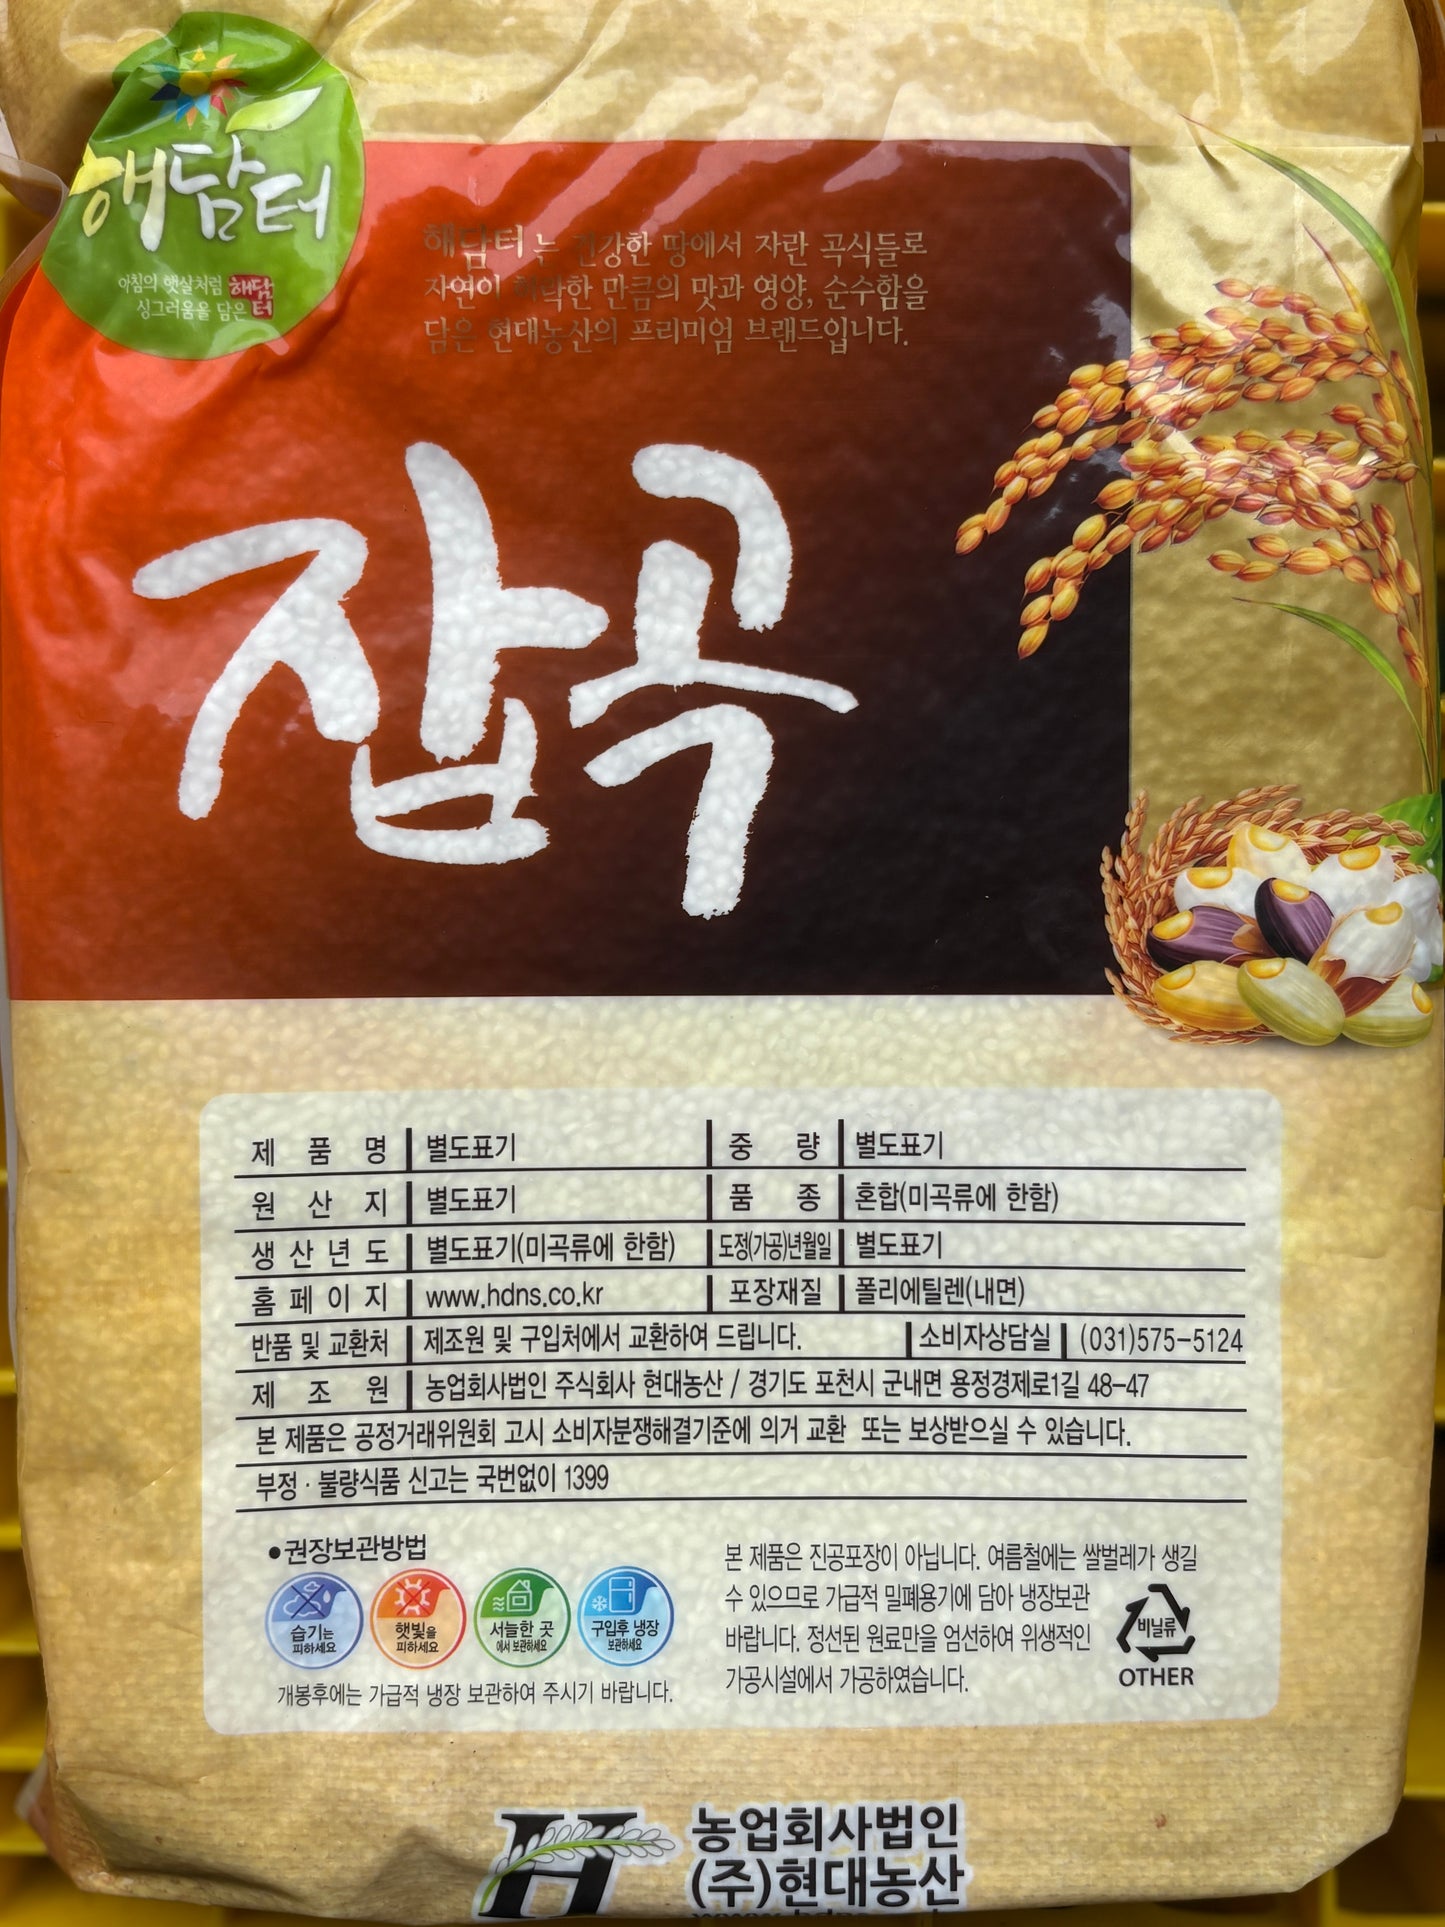 해담터
아침의 햇살처럼 해담터
싱그러움을 담은
해담터는 건강한 땅에서 자란 곡식들로
자연이 허락한 만큼의 맛과 영양, 순수함을
담은 현대농산의 프리미엄 브랜드입니다.
잡곡
제 품 명 별도표기 중 량 별도표기
원 산 지 별도표기 품 종 혼합(미곡류에 한함)
생 산 년 도 별도표기(미곡류에 한함) 도정(가공)년월일 별도표기
홈 페 이 지 www.hdns.co.kr 포장재질 폴리에틸렌(내면)
반품 및 교환처 제조원 및 구입처에서 교환하여 드립니다. 소비자상담실 (031)575-5124
제 조 원 농업회사법인 주식회사 현대농산 / 경기도 포천시 군내면 용정경제로1길 48-47
본 제품은 공정거래위원회 고시 소비자분쟁해결기준에 의거 교환 또는 보상받으실 수 있습니다.
부정·불량식품 신고는 국번없이 1399
●권장보관방법
습기는
피하세요
햇빛을
피하세요
서늘한 곳
에서 보관하세요
구입후 냉장
보관하세요
개봉후에는 가급적 냉장 보관하여 주시기 바랍니다.
본 제품은 진공포장이 아닙니다. 여름철에는 쌀벌레가 생길
수 있으므로 가급적 밀폐용기에 담아 냉장보관
바랍니다. 정선된 원료만을 엄선하여 위생적인
가공시설에서 가공하였습니다.
비닐류
OTHER
H
농업회사법인
(주)현대농산